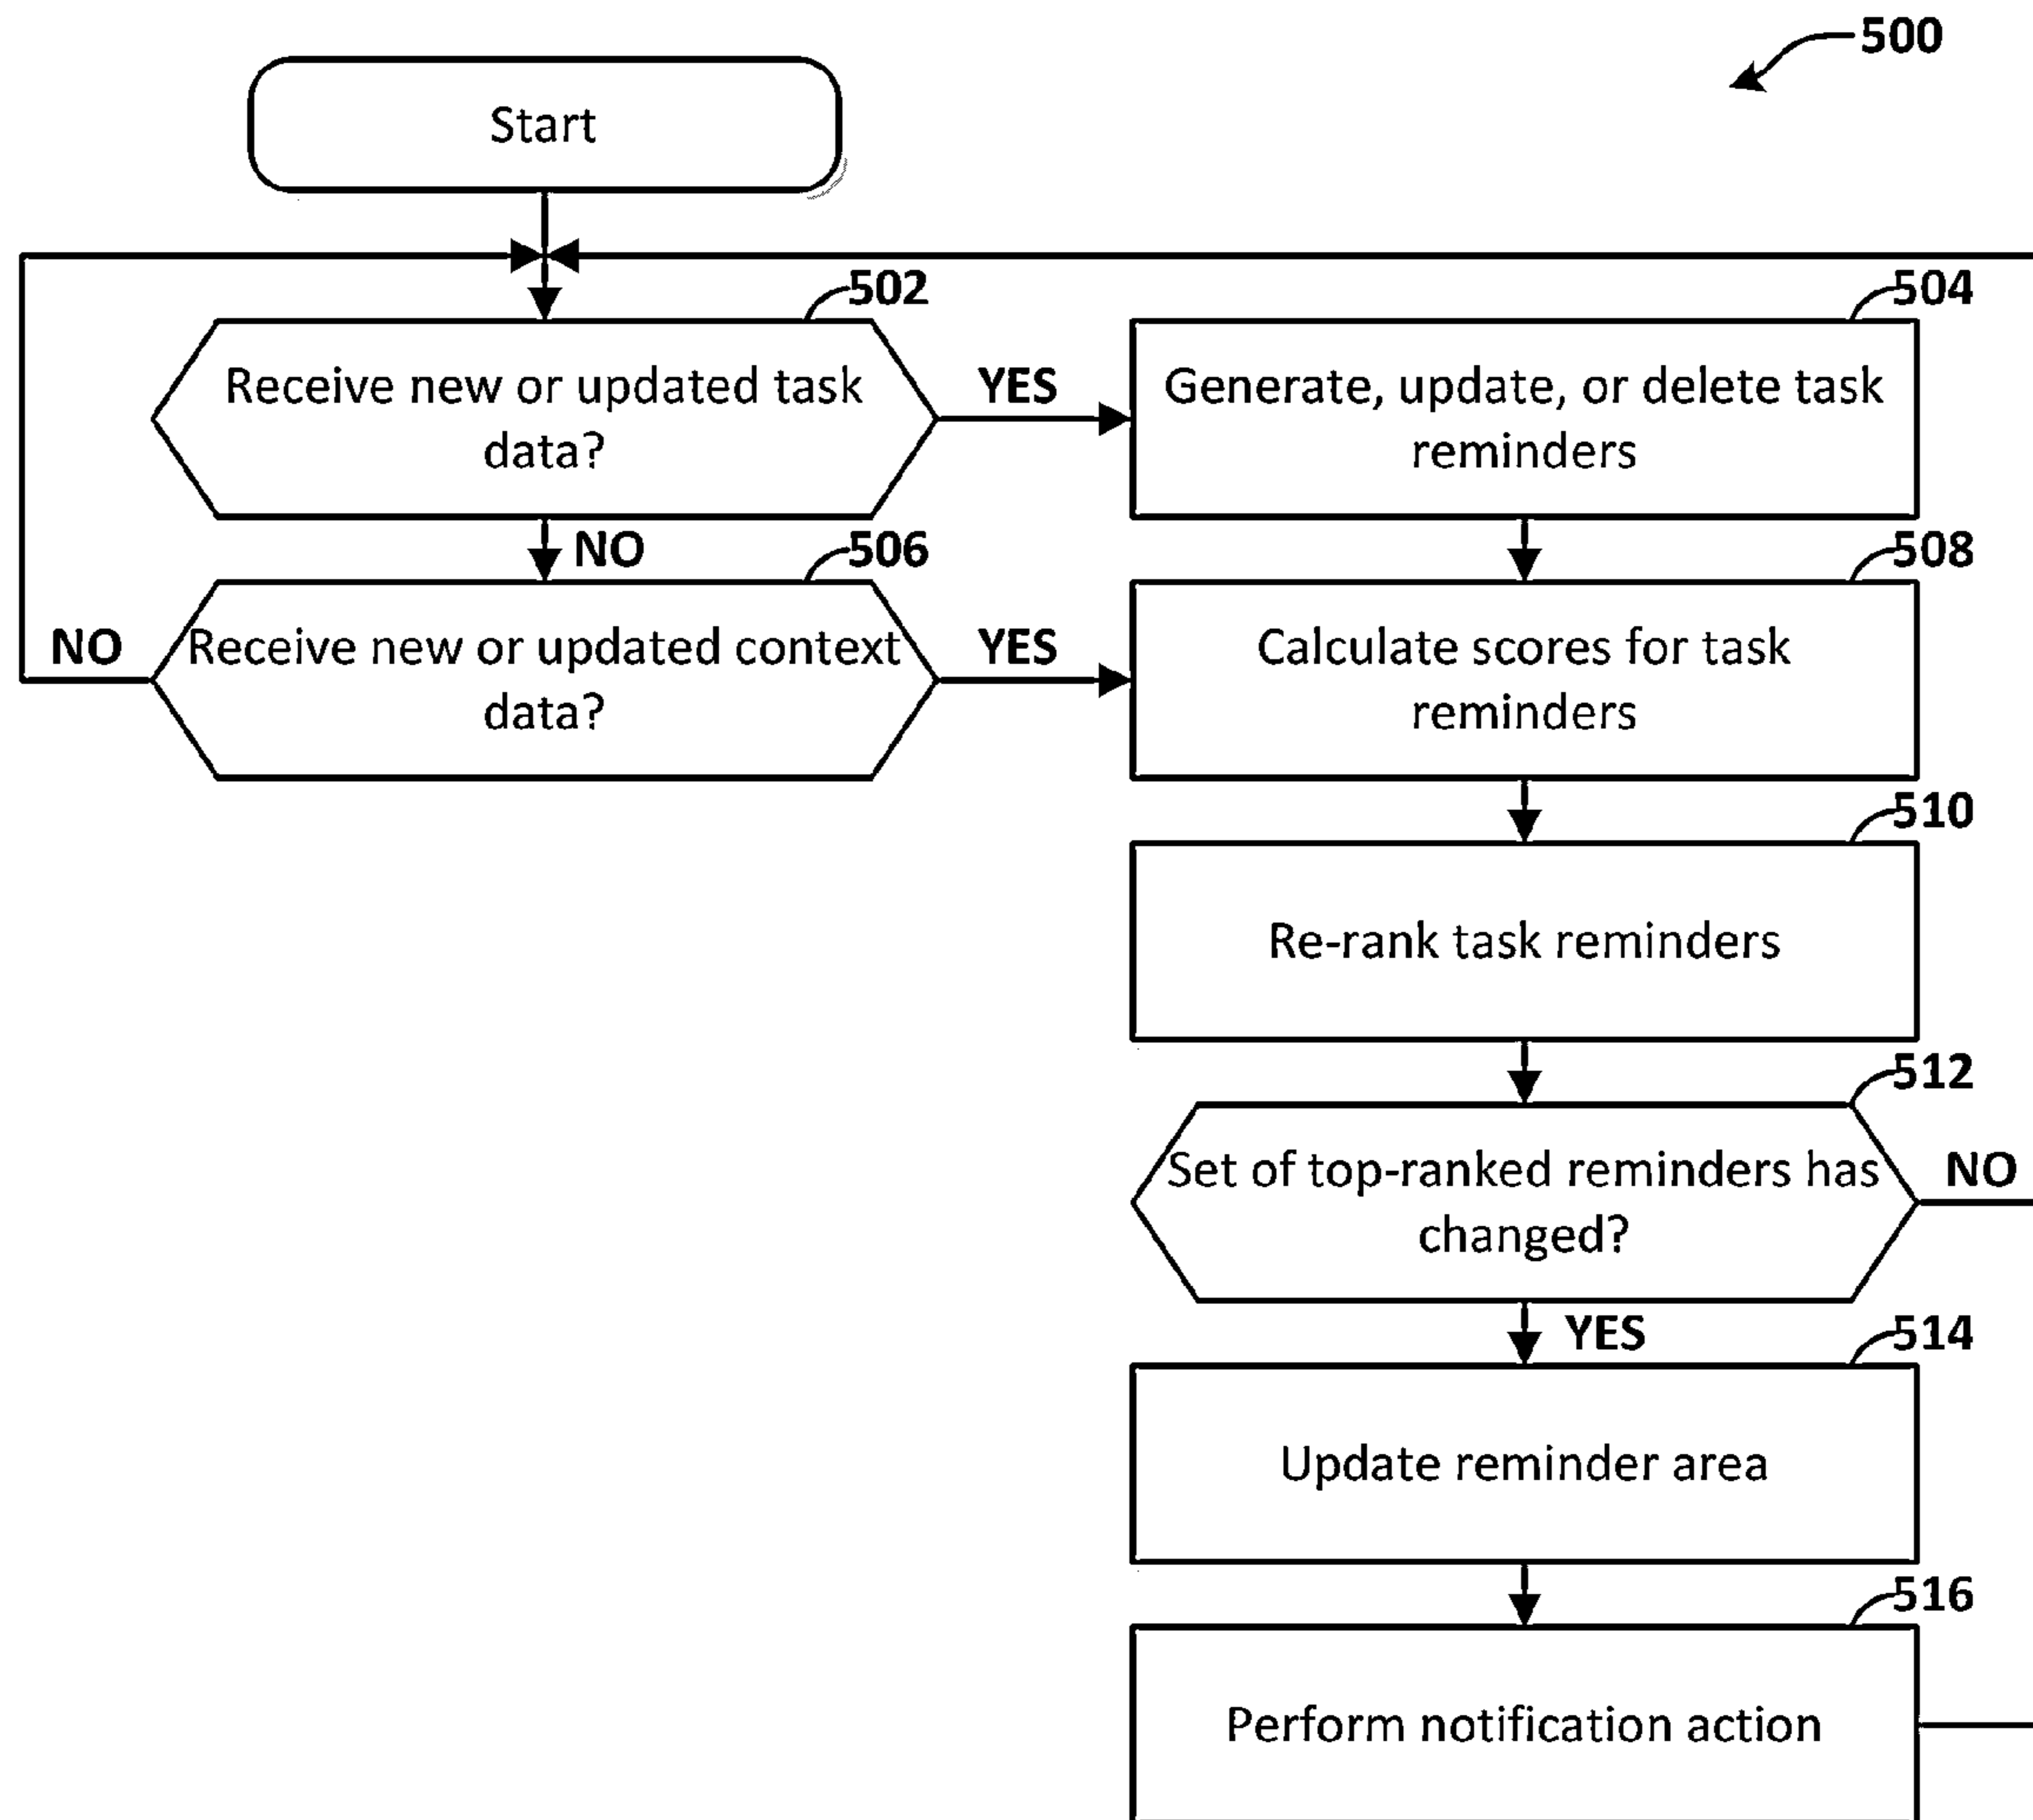 500
Start
502
Receive new or updated task
data?
YES
504
Generate, update, or delete task
reminders
NO
506
Receive new or updated context
data?
NO
YES
508
Calculate scores for task
reminders
510
Re-rank task reminders
512
Set of top-ranked reminders has
changed?
NO
YES
514
Update reminder area
516
Perform notification action